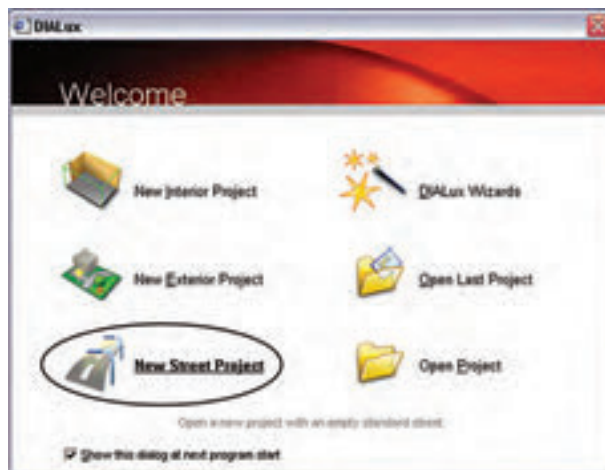 DIALux
Welcome
New Interior Project
DIALux Wizards
New Exterior Project
Open Last Project
New Street Project
Open Project
Open a new project with an empty standard street.
Show this dialog at next program start